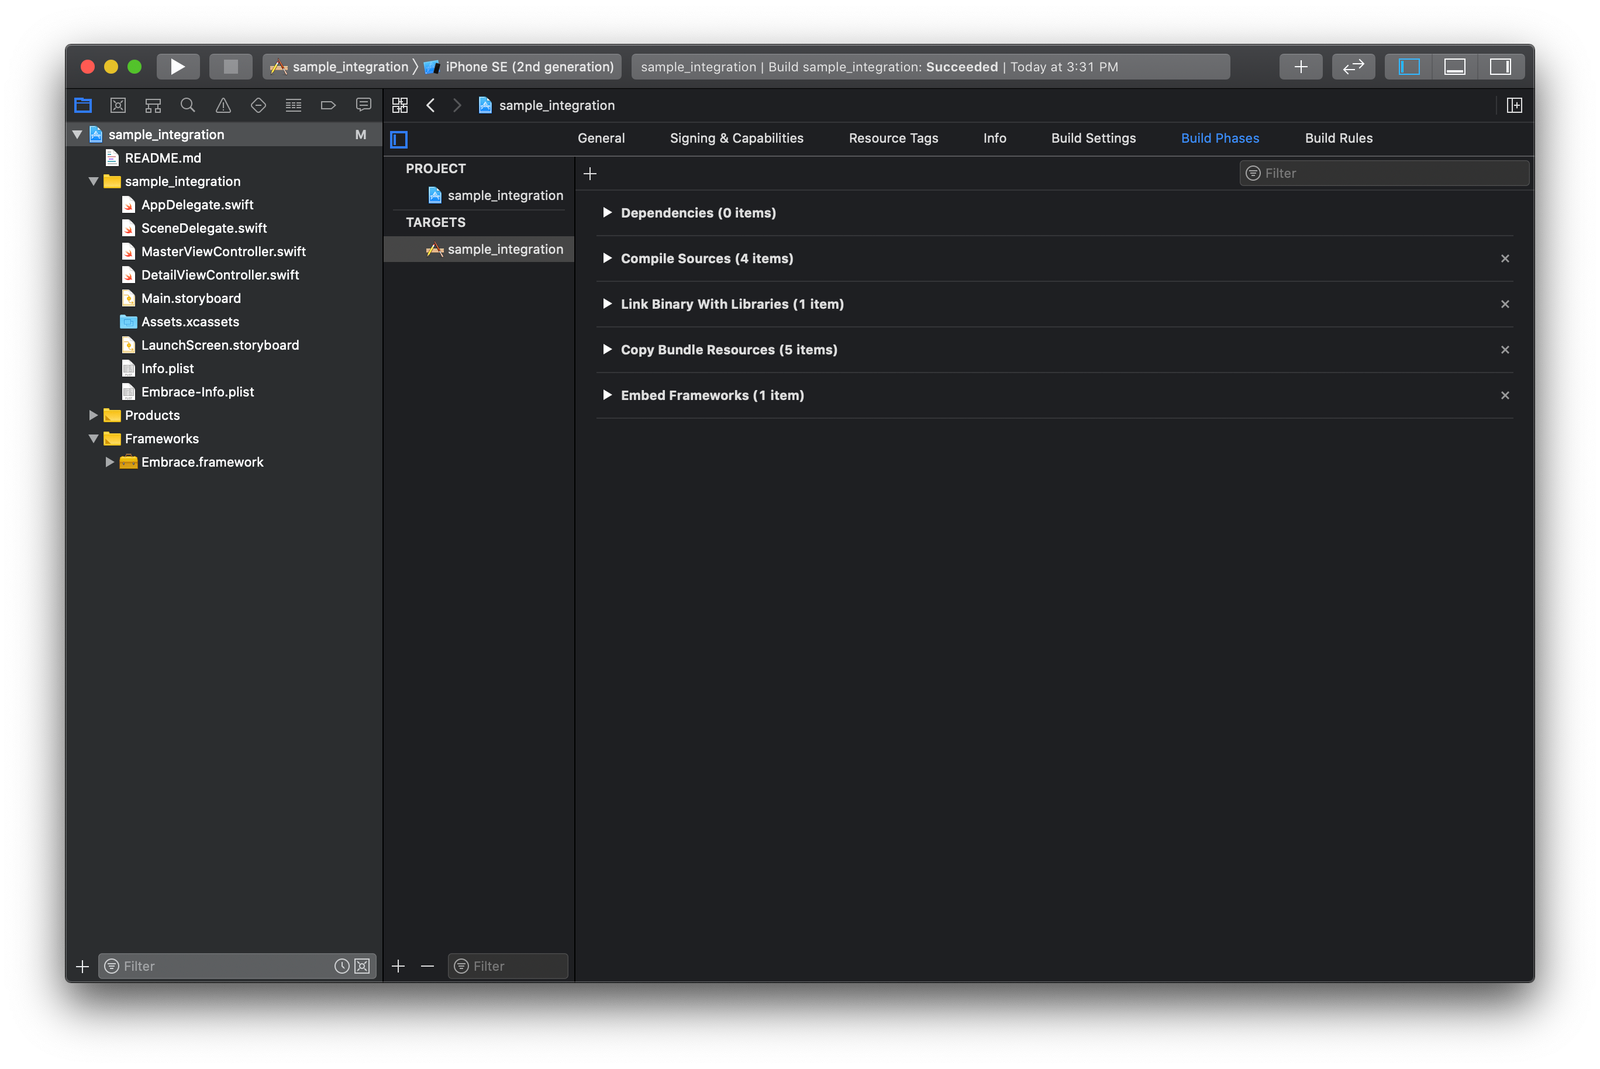 sample_integration 〉 iPhone SE (2nd generation)
sample_integration | Build sample_integration: Succeeded | Today at 3:31 PM
sample_integration
sample_integration M
README.md
sample_integration
AppDelegate.swift
SceneDelegate.swift
MasterViewController.swift
DetailViewController.swift
Main.storyboard
Assets.xcassets
LaunchScreen.storyboard
Info.plist
Embrace-Info.plist
Products
Frameworks
Embrace.framework
Filter
General Signing & Capabilities Resource Tags Info Build Settings Build Phases Build Rules
PROJECT
sample_integration
TARGETS
sample_integration
Filter
Filter
Dependencies (0 items)
Compile Sources (4 items)
Link Binary With Libraries (1 item)
Copy Bundle Resources (5 items)
Embed Frameworks (1 item)